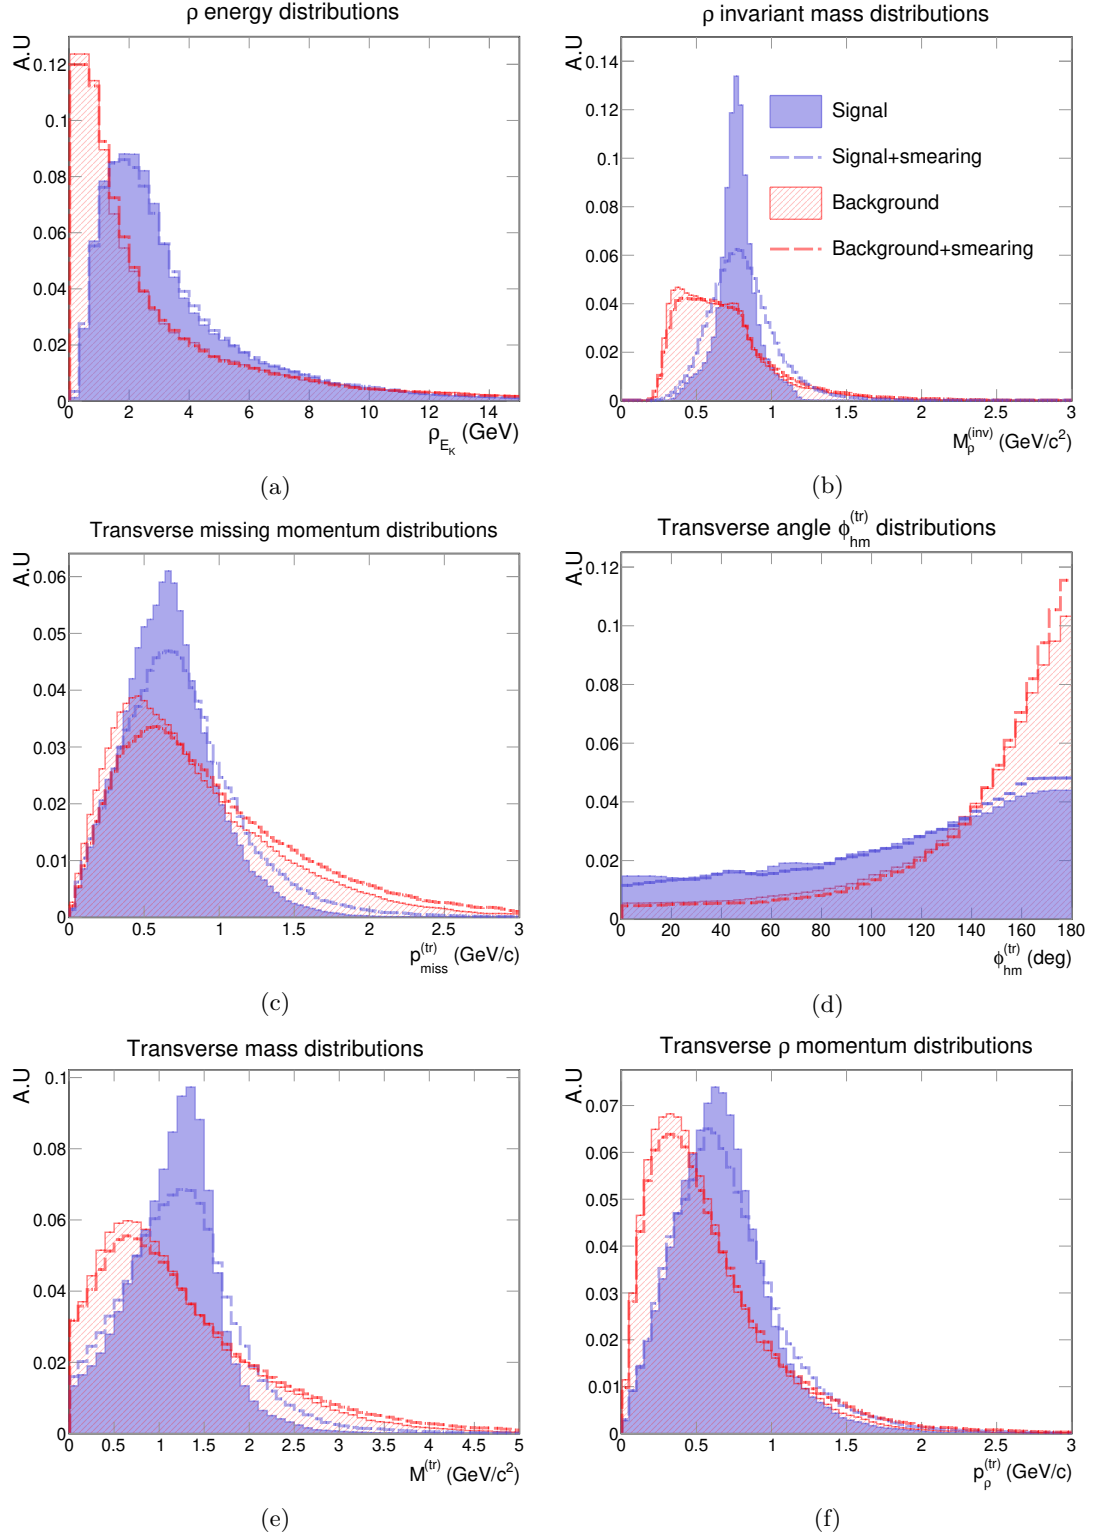 ρ energy distributions
A.U
0.12
0.1
0.08
0.06
0.04
0.02
0
0 2 4 6 8 10 12 14
ρ_{E_K} (GeV)
(a)
ρ invariant mass distributions
A.U
0.14
0.12
0.1
0.08
0.06
0.04
0.02
0
Signal
Signal+smearing
Background
Background+smearing
0 0.5 1 1.5 2 2.5 3
M_ρ^{(inv)} (GeV/c²)
(b)
Transverse missing momentum distributions
A.U
0.06
0.05
0.04
0.03
0.02
0.01
0
0 0.5 1 1.5 2 2.5 3
p_{miss}^{(tr)} (GeV/c)
(c)
Transverse angle ϕ_{hm}^{(tr)} distributions
A.U
0.12
0.1
0.08
0.06
0.04
0.02
0
0 20 40 60 80 100 120 140 160 180
ϕ_{hm}^{(tr)} (deg)
(d)
Transverse mass distributions
A.U
0.1
0.08
0.06
0.04
0.02
0
0 0.5 1 1.5 2 2.5 3 3.5 4 4.5 5
M^{(tr)} (GeV/c²)
(e)
Transverse ρ momentum distributions
A.U
0.07
0.06
0.05
0.04
0.03
0.02
0.01
0
0 0.5 1 1.5 2 2.5 3
p_ρ^{(tr)} (GeV/c)
(f)